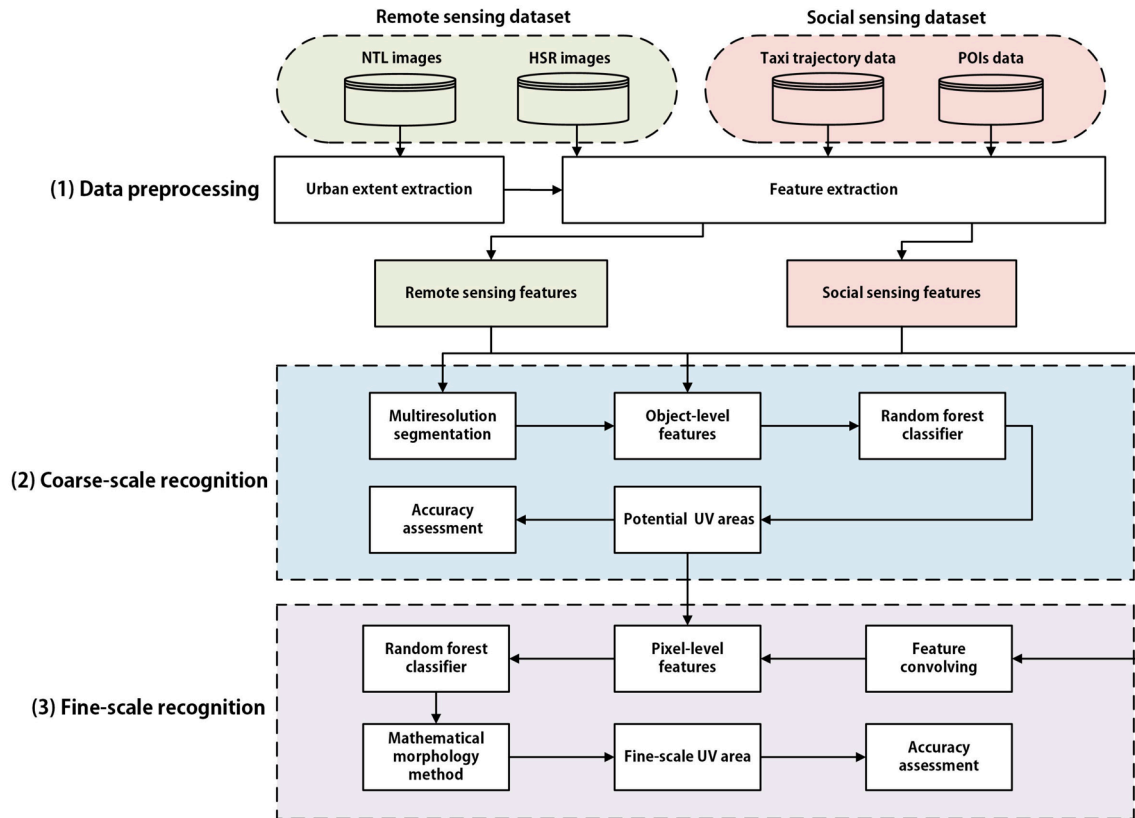 Remote sensing dataset
Social sensing dataset
NTL images
HSR images
Taxi trajectory data
POIs data
(1) Data preprocessing
Urban extent extraction
Feature extraction
Remote sensing features
Social sensing features
(2) Coarse-scale recognition
Multiresolution
segmentation
Object-level
features
Random forest
classifier
Accuracy
assessment
Potential UV areas
(3) Fine-scale recognition
Random forest
classifier
Pixel-level
features
Feature
convolving
Mathematical
morphology
method
Fine-scale UV area
Accuracy
assessment